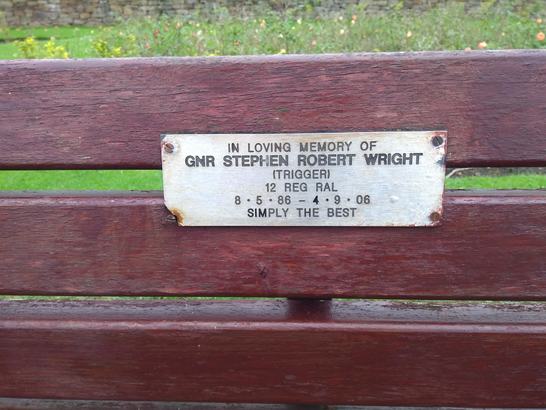 IN LOVING MEMORY OF
GNR STEPHEN ROBERT WRIGHT
(TRIGGER)
12 REG RAL
8 · 5 · 86 – 4 · 9 · 06
SIMPLY THE BEST